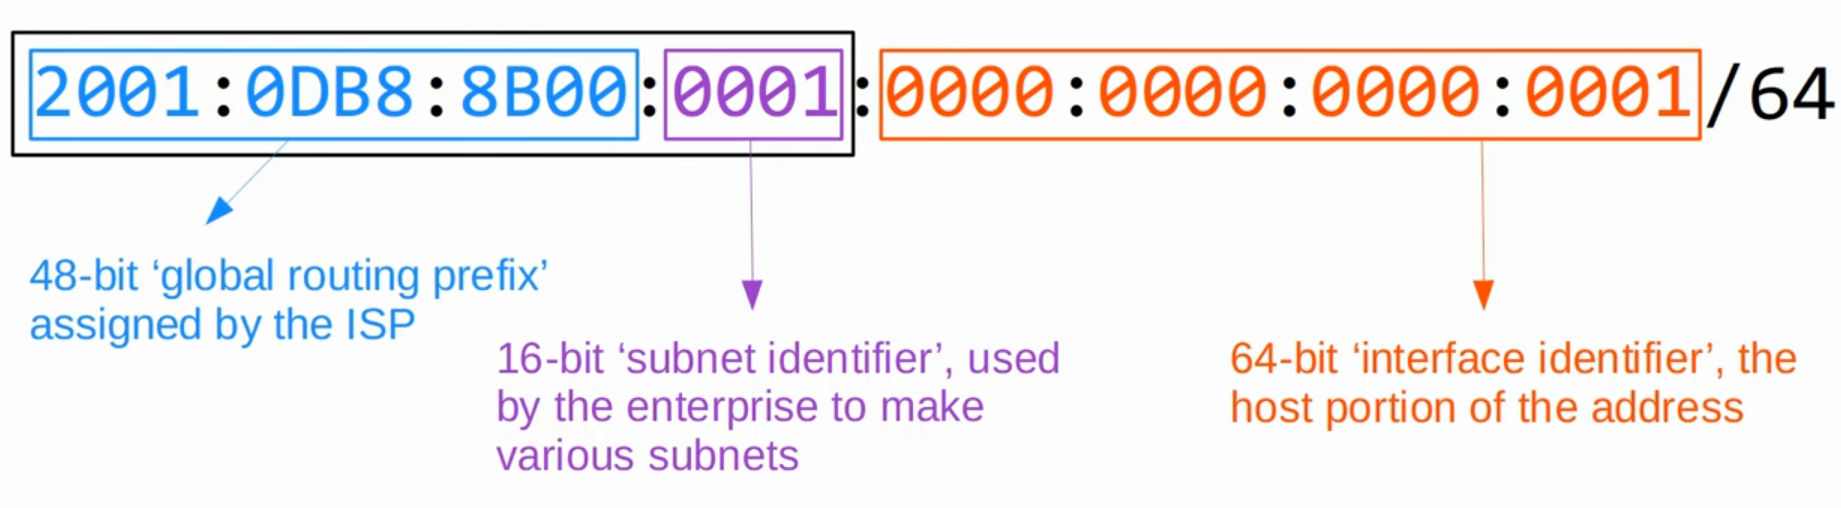 2001:0DB8:8B00:0001:0000:0000:0000:0001/64
48-bit ‘global routing prefix’
assigned by the ISP
16-bit ‘subnet identifier’, used
by the enterprise to make
various subnets
64-bit ‘interface identifier’, the
host portion of the address